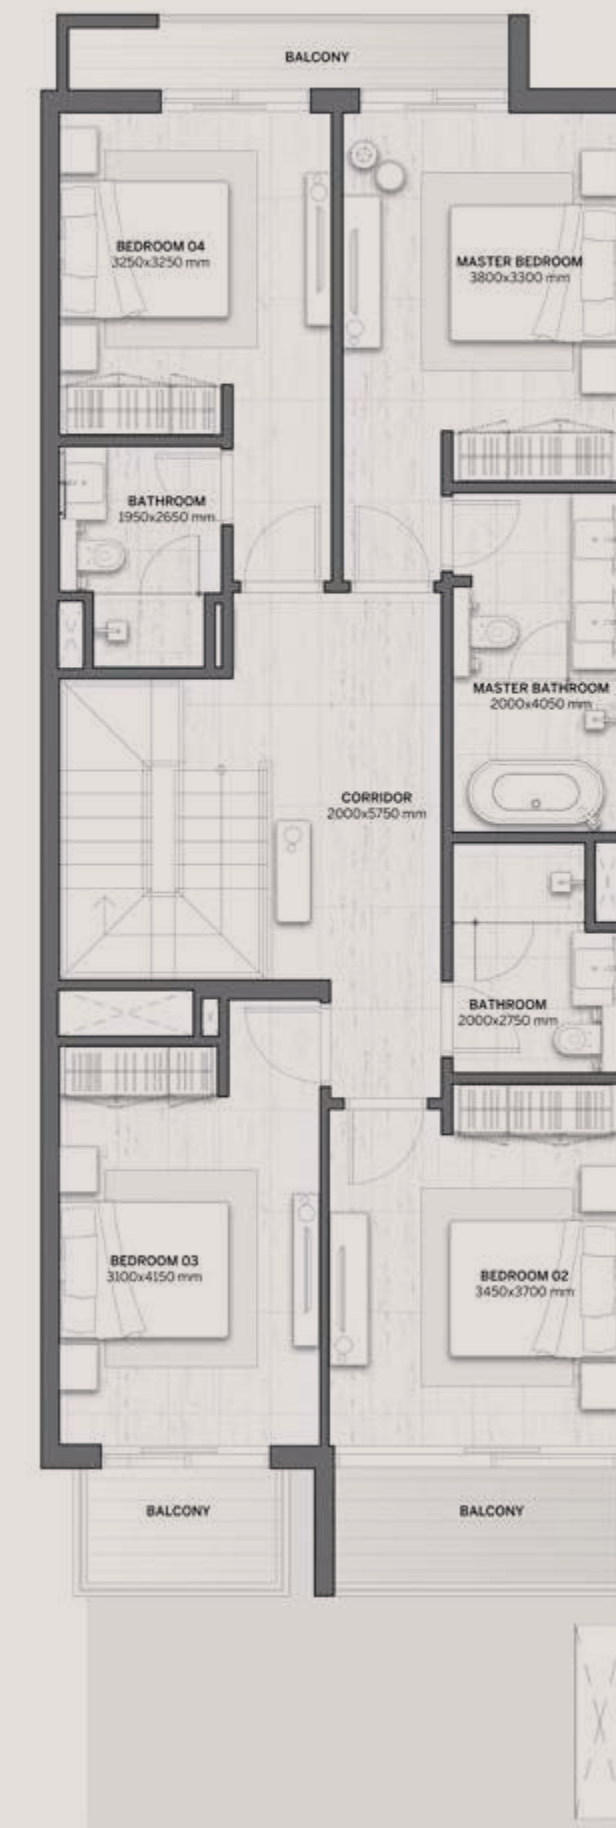 BALCONY
BEDROOM 04
3250x3250 mm
MASTER BEDROOM
3800x3300 mm
BATHROOM
1950x2650 mm
MASTER BATHROOM
2000x4050 mm
CORRIDOR
2000x5750 mm
BATHROOM
2000x2750 mm
BEDROOM 03
3100x4150 mm
BEDROOM 02
3450x3700 mm
BALCONY
BALCONY